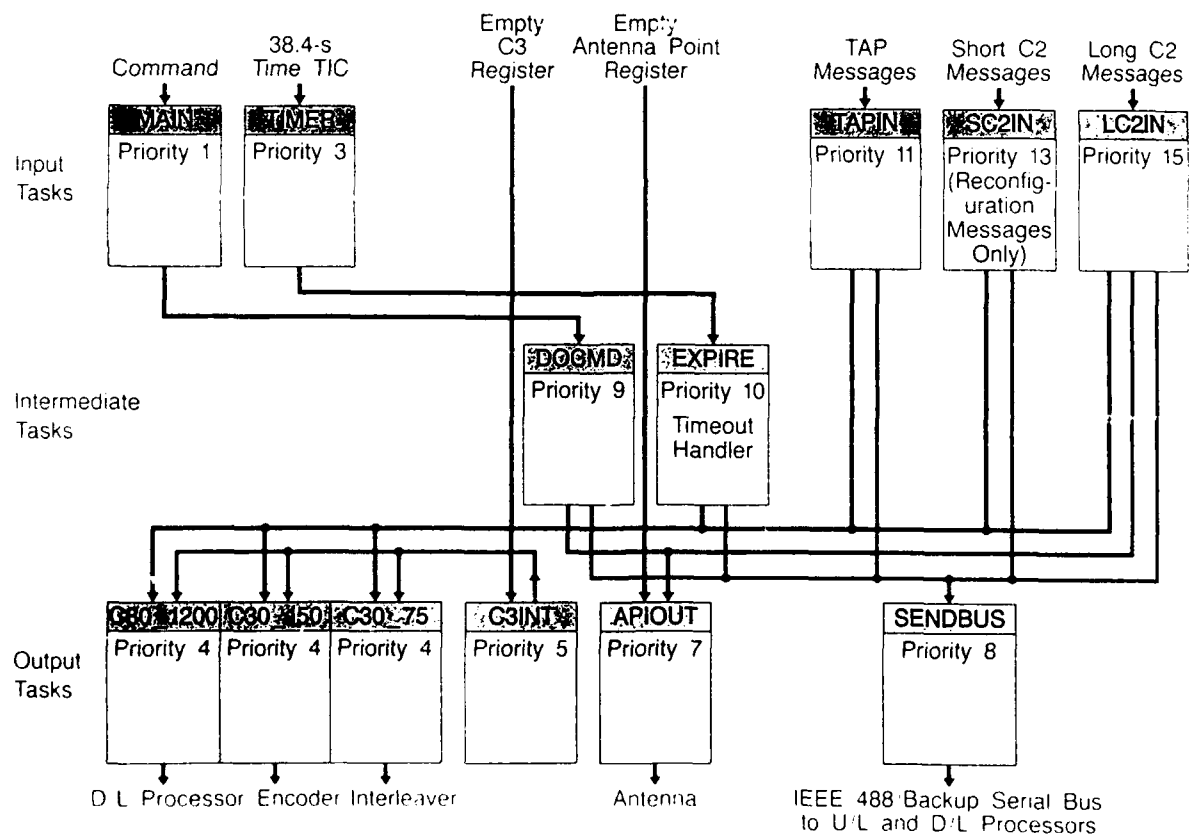 Command
38.4-s
Time TIC
Empty
C3
Register
Empty
Antenna Point
Register
TAP
Messages
Short C2
Messages
Long C2
Messages
Input
Tasks
MAIN
Priority 1
TIMER
Priority 3
TAPIN
Priority 11
SC2IN
Priority 13
(Reconfig-
uration
Messages
Only)
LC2IN
Priority 15
Intermediate
Tasks
DOCMD
Priority 9
EXPIRE
Priority 10
Timeout
Handler
Output
Tasks
1200
Priority 4
Priority 4
C30_75
Priority 4
C3INT
Priority 5
APIOUT
Priority 7
SENDBUS
Priority 8
D L Processor Encoder Interleaver
Antenna
IEEE 488/Backup Serial Bus
to U/L and D/L Processors